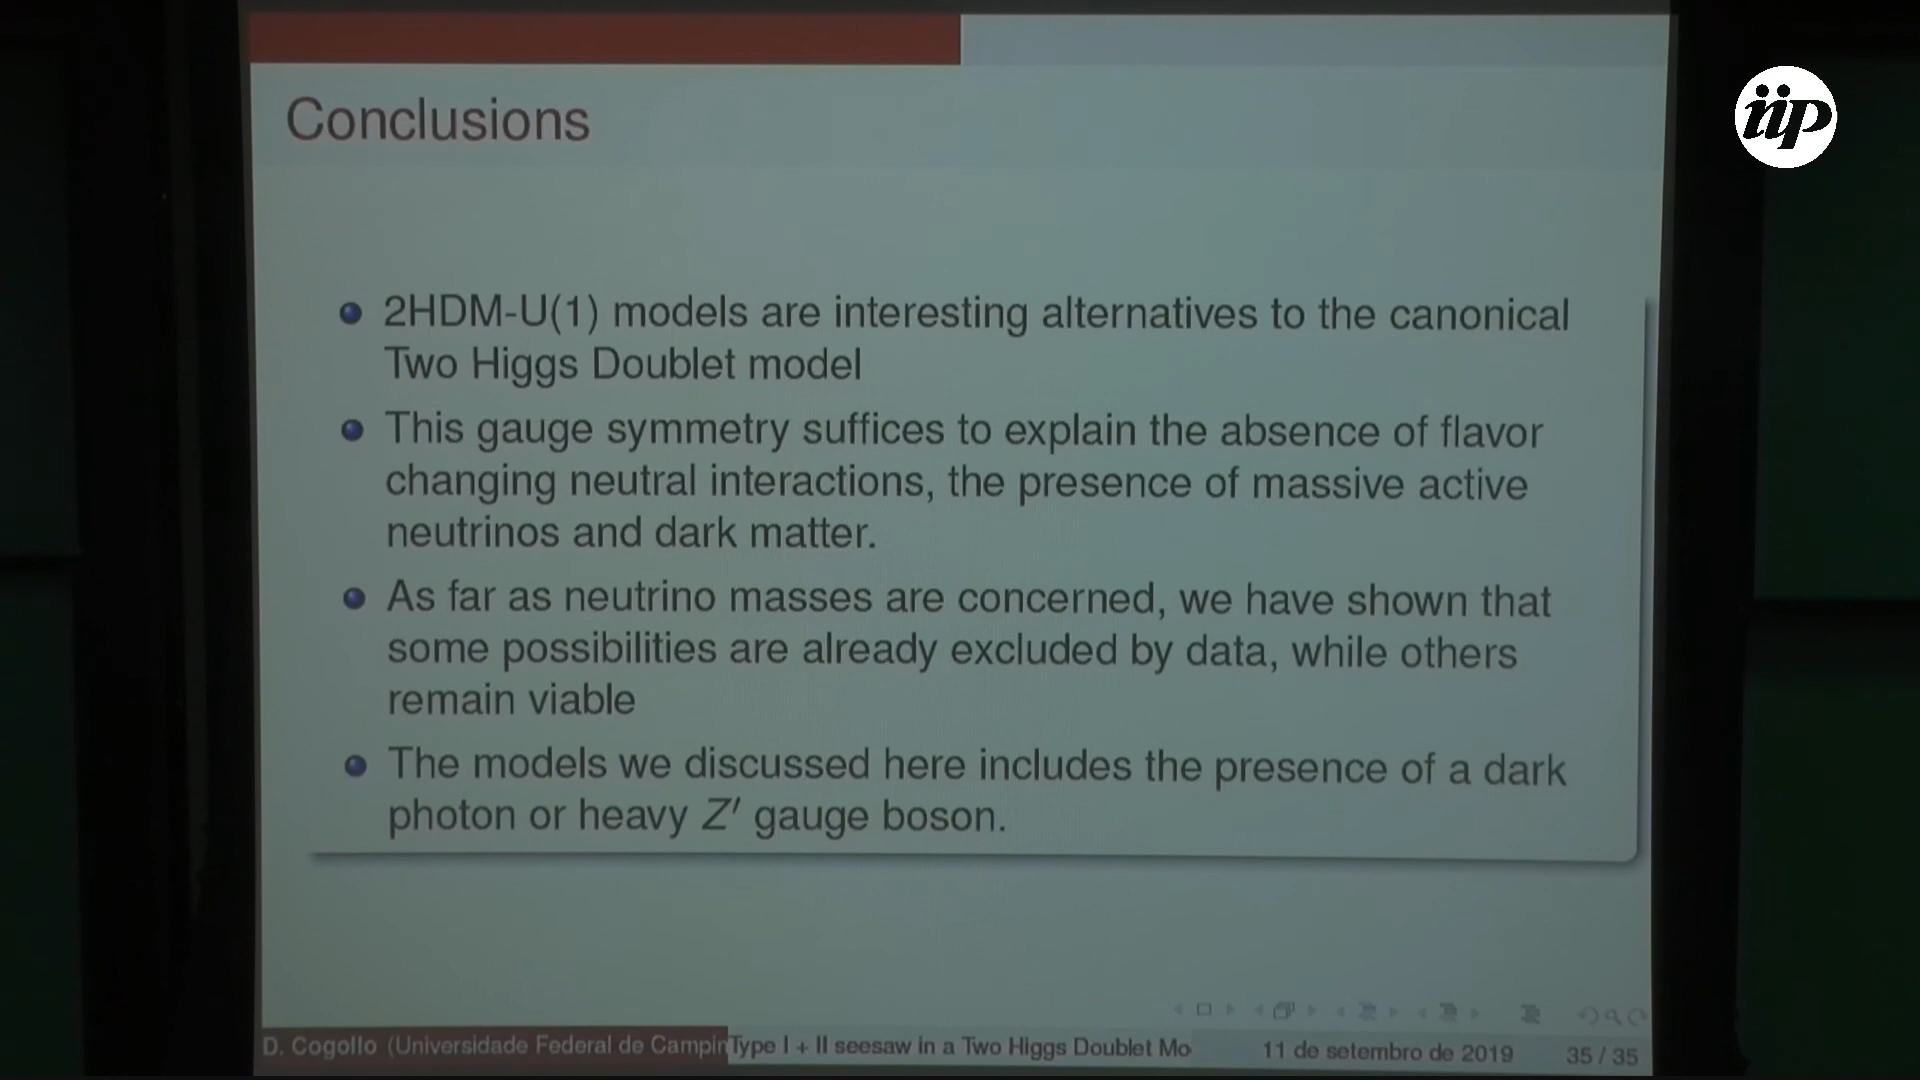 iip
Conclusions
2HDM-U(1) models are interesting alternatives to the canonical
Two Higgs Doublet model
This gauge symmetry suffices to explain the absence of flavor
changing neutral interactions, the presence of massive active
neutrinos and dark matter.
As far as neutrino masses are concerned, we have shown that
some possibilities are already excluded by data, while others
remain viable
The models we discussed here includes the presence of a dark
photon or heavy Z′ gauge boson.
D. Cogollo (Universidade Federal de Campin Type I + II seesaw in a Two Higgs Doublet Mo 11 de setembro de 2019 35 / 35